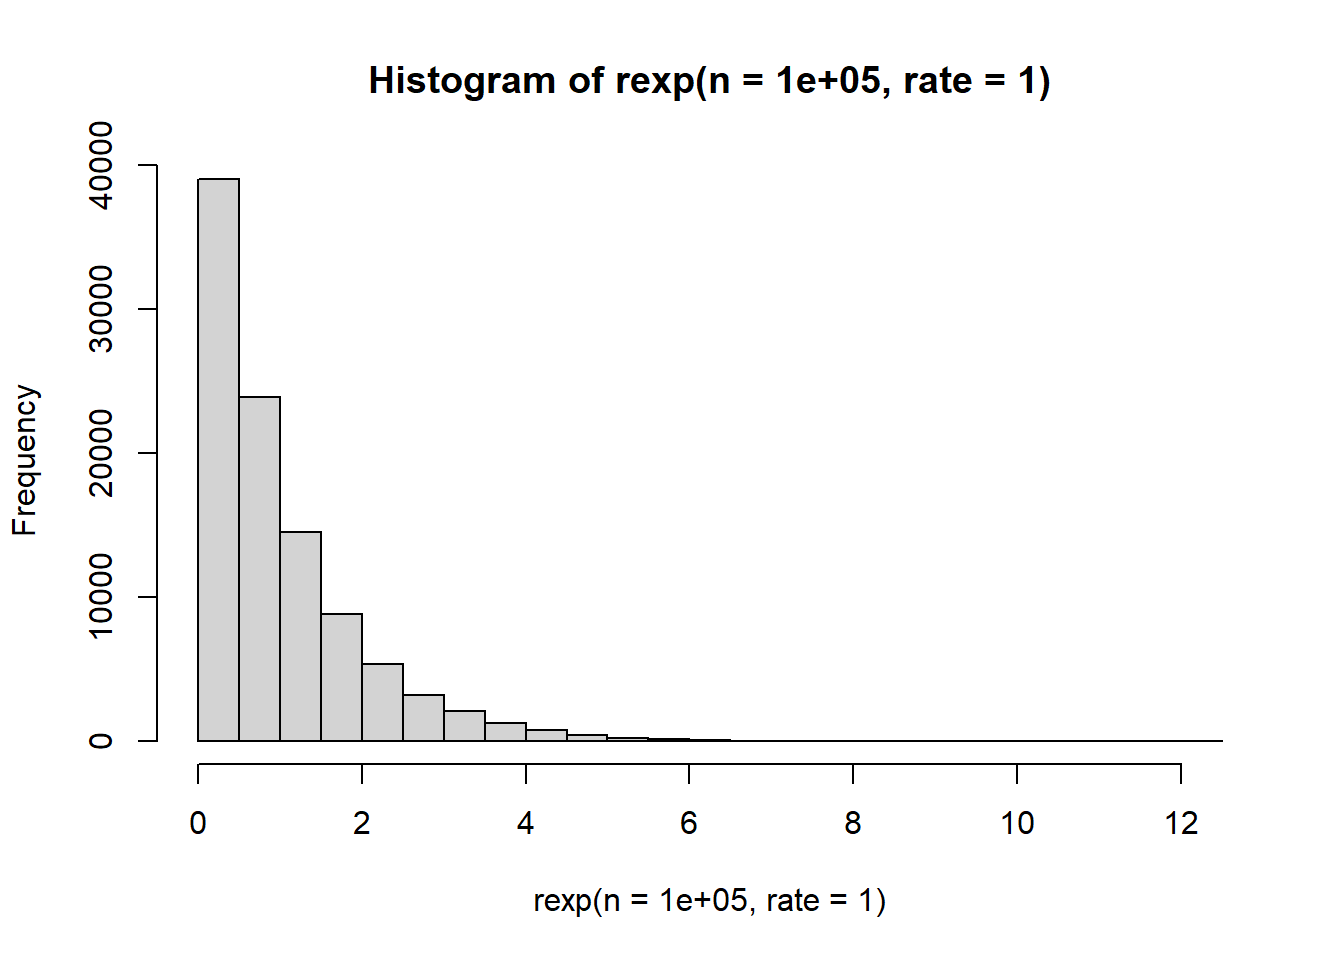 Histogram of rexp(n = 1e+05, rate = 1)
Frequency
40000
30000
20000
10000
0
0 2 4 6 8 10 12
rexp(n = 1e+05, rate = 1)